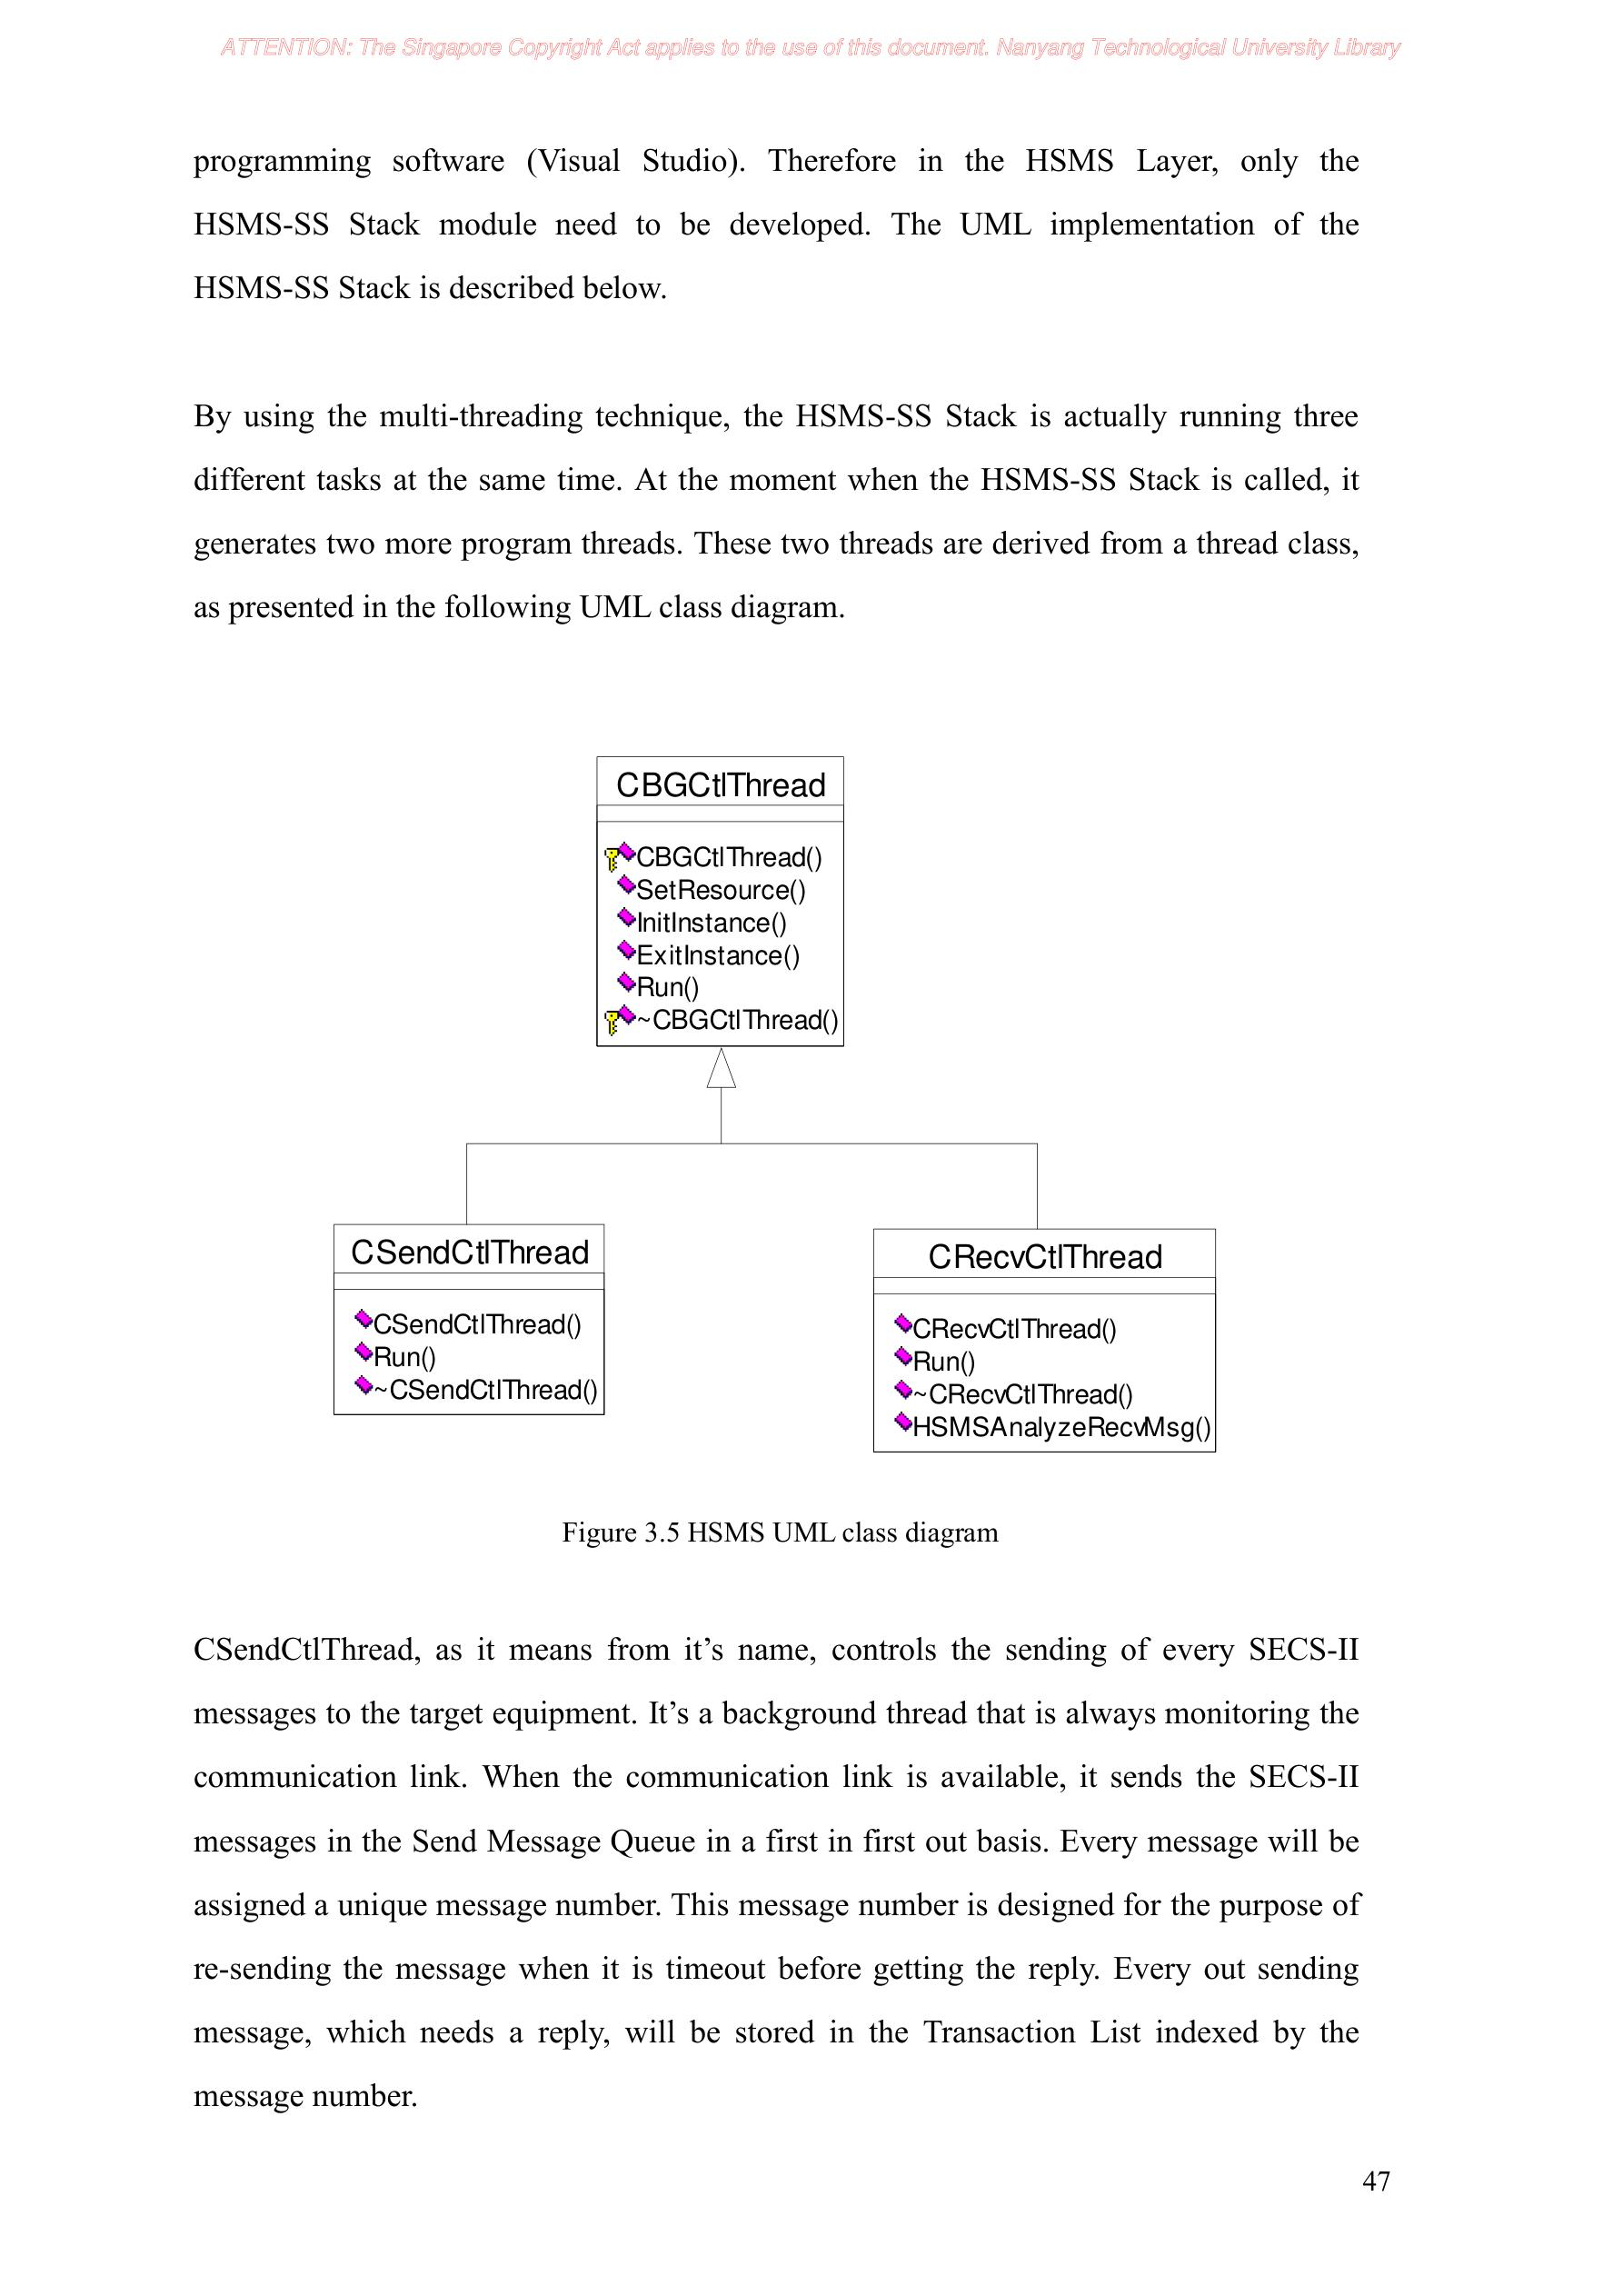 ATTENTION: The Singapore Copyright Act applies to the use of this document. Nanyang Technological University Library
programming software (Visual Studio). Therefore in the HSMS Layer, only the
HSMS-SS Stack module need to be developed. The UML implementation of the
HSMS-SS Stack is described below.
By using the multi-threading technique, the HSMS-SS Stack is actually running three
different tasks at the same time. At the moment when the HSMS-SS Stack is called, it
generates two more program threads. These two threads are derived from a thread class,
as presented in the following UML class diagram.
CBGCtlThread
CBGCtlThread()
SetResource()
InitInstance()
ExitInstance()
Run()
~CBGCtlThread()
CSendCtlThread
CSendCtlThread()
Run()
~CSendCtlThread()
CRecvCtlThread
CRecvCtlThread()
Run()
~CRecvCtlThread()
HSMSAnalyzeRecvMsg()
Figure 3.5 HSMS UML class diagram
CSendCtlThread, as it means from it’s name, controls the sending of every SECS-II
messages to the target equipment. It’s a background thread that is always monitoring the
communication link. When the communication link is available, it sends the SECS-II
messages in the Send Message Queue in a first in first out basis. Every message will be
assigned a unique message number. This message number is designed for the purpose of
re-sending the message when it is timeout before getting the reply. Every out sending
message, which needs a reply, will be stored in the Transaction List indexed by the
message number.
47